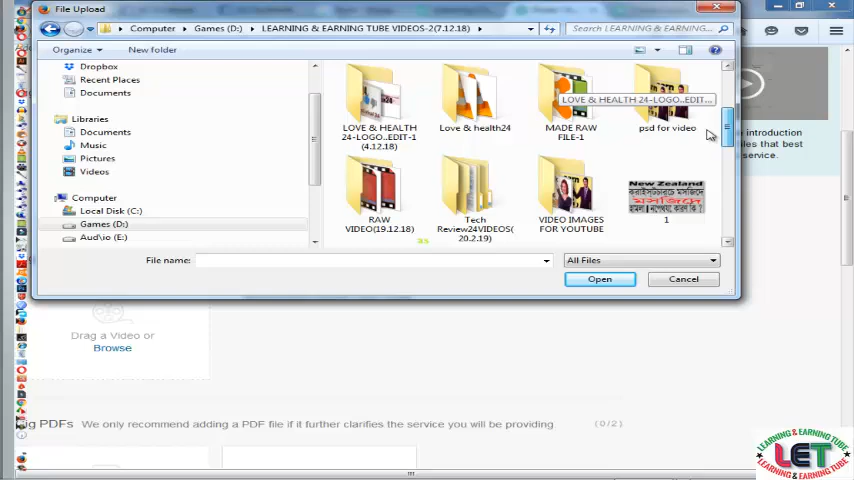 File Upload
Computer
Games (D:)
LEARNING & EARNING TUBE VIDEOS-2(7.12.18)
Search LEARNING & EARNING ...
Organize
New folder
Dropbox
Recent Places
Documents
Libraries
Documents
Music
Pictures
Videos
Computer
Local Disk (C:)
Games (D:)
Aud\io (E:)
LOVE & HEALTH 24-LOGO..EDIT...
LOVE & HEALTH
24-LOGO..EDIT-1
(4.12.18)
Love & health24
MADE RAW
FILE-1
psd for video
RAW
VIDEO(19.12.18)
Tech
Review24VIDEOS(
20.2.19)
VIDEO IMAGES
FOR YOUTUBE
New Zealand
1
35
File name:
All Files
Open
Cancel
introduction
files that best
service.
Drag a Video or
Browse
ng PDFs We only recommend adding a PDF file if it further clarifies the service you will be providing
(0/2)
LEARNING & EARNING TUBE
LET
LEARNING & EARNING TUBE